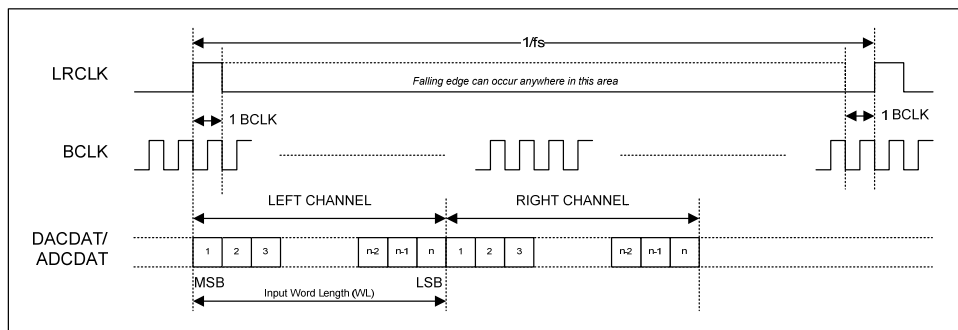 1/fs
LRCLK
Falling edge can occur anywhere in this area
1 BCLK
1 BCLK
BCLK
LEFT CHANNEL
RIGHT CHANNEL
DACDAT/
ADCDAT
1 2 3 n-2 n-1 n 1 2 3 n-2 n-1 n
MSB
LSB
Input Word Length (WL)